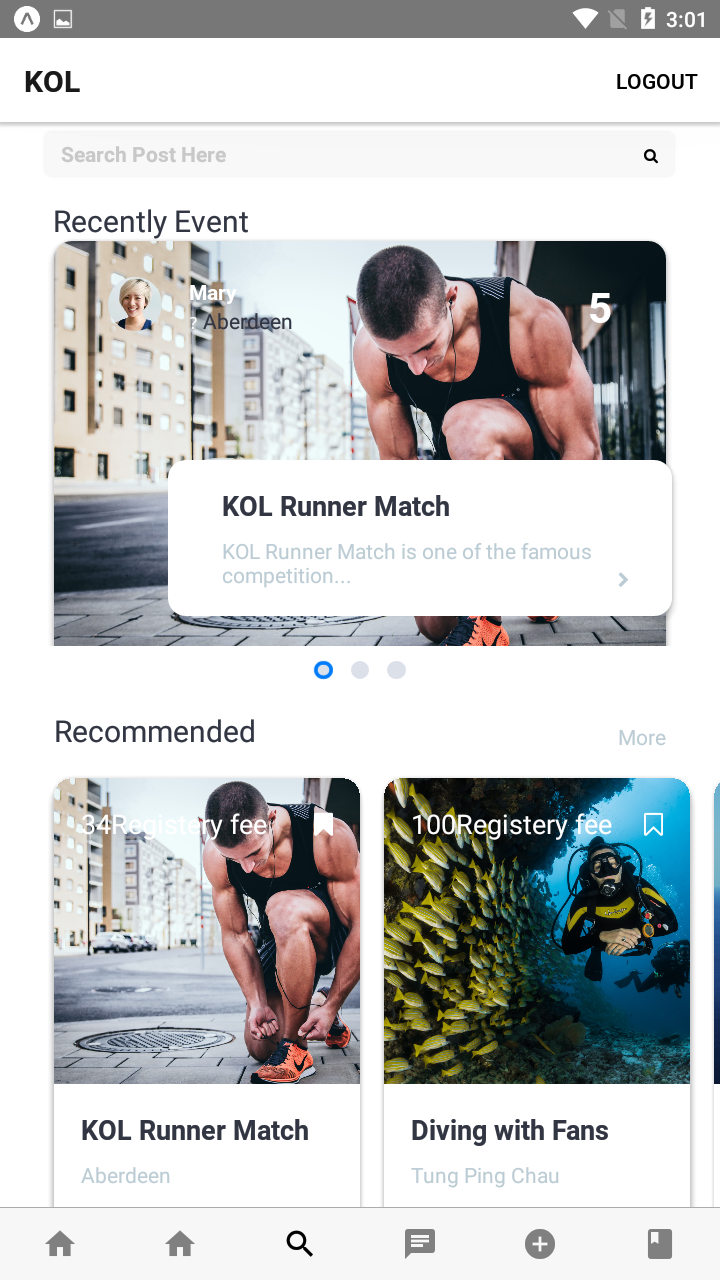 3:01
KOL
LOGOUT
Search Post Here
Recently Event
Mary
? Aberdeen
5
KOL Runner Match
KOL Runner Match is one of the famous
competition...
Recommended
More
34Registery fee
100Registery fee
KOL Runner Match
Diving with Fans
Aberdeen
Tung Ping Chau